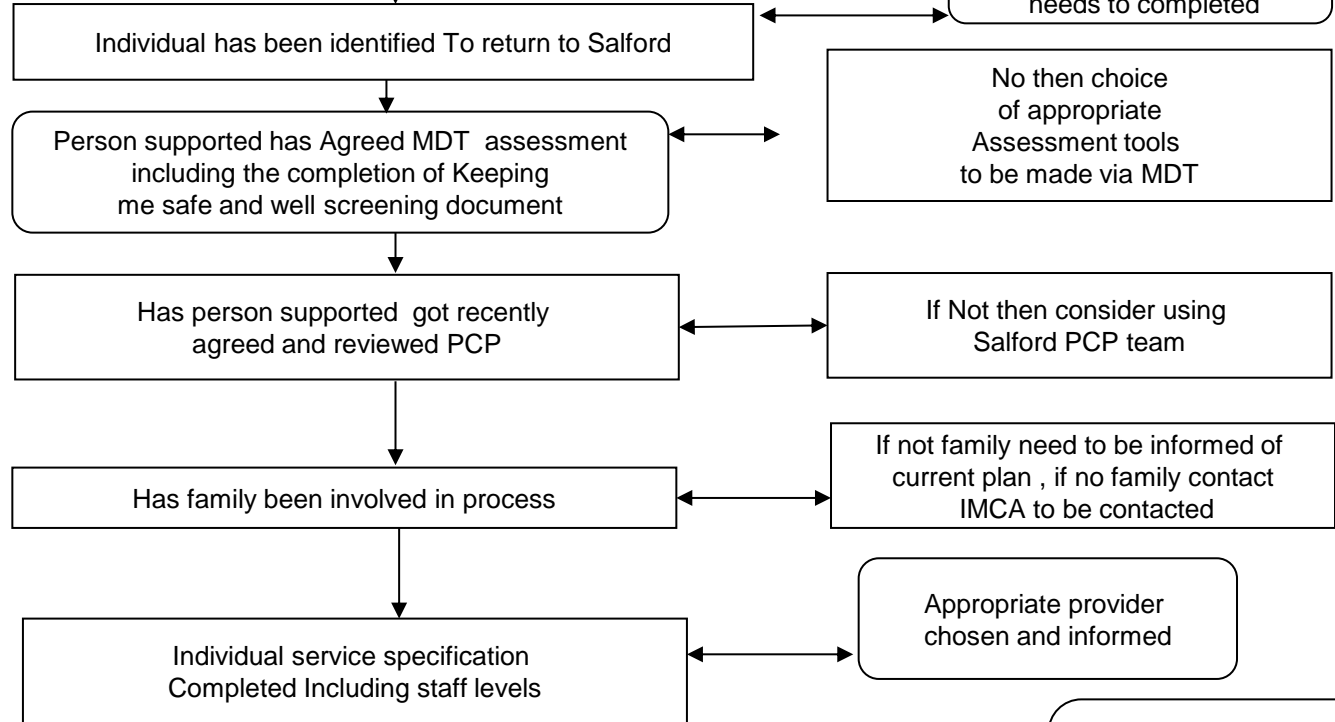 needs to completed
Individual has been identified To return to Salford
No then choice
of appropriate
Assessment tools
to be made via MDT
Person supported has Agreed MDT assessment
including the completion of Keeping
me safe and well screening document
Has person supported got recently
agreed and reviewed PCP
If Not then consider using
Salford PCP team
Has family been involved in process
If not family need to be informed of
current plan , if no family contact
IMCA to be contacted
Individual service specification
Completed Including staff levels
Appropriate provider
chosen and informed